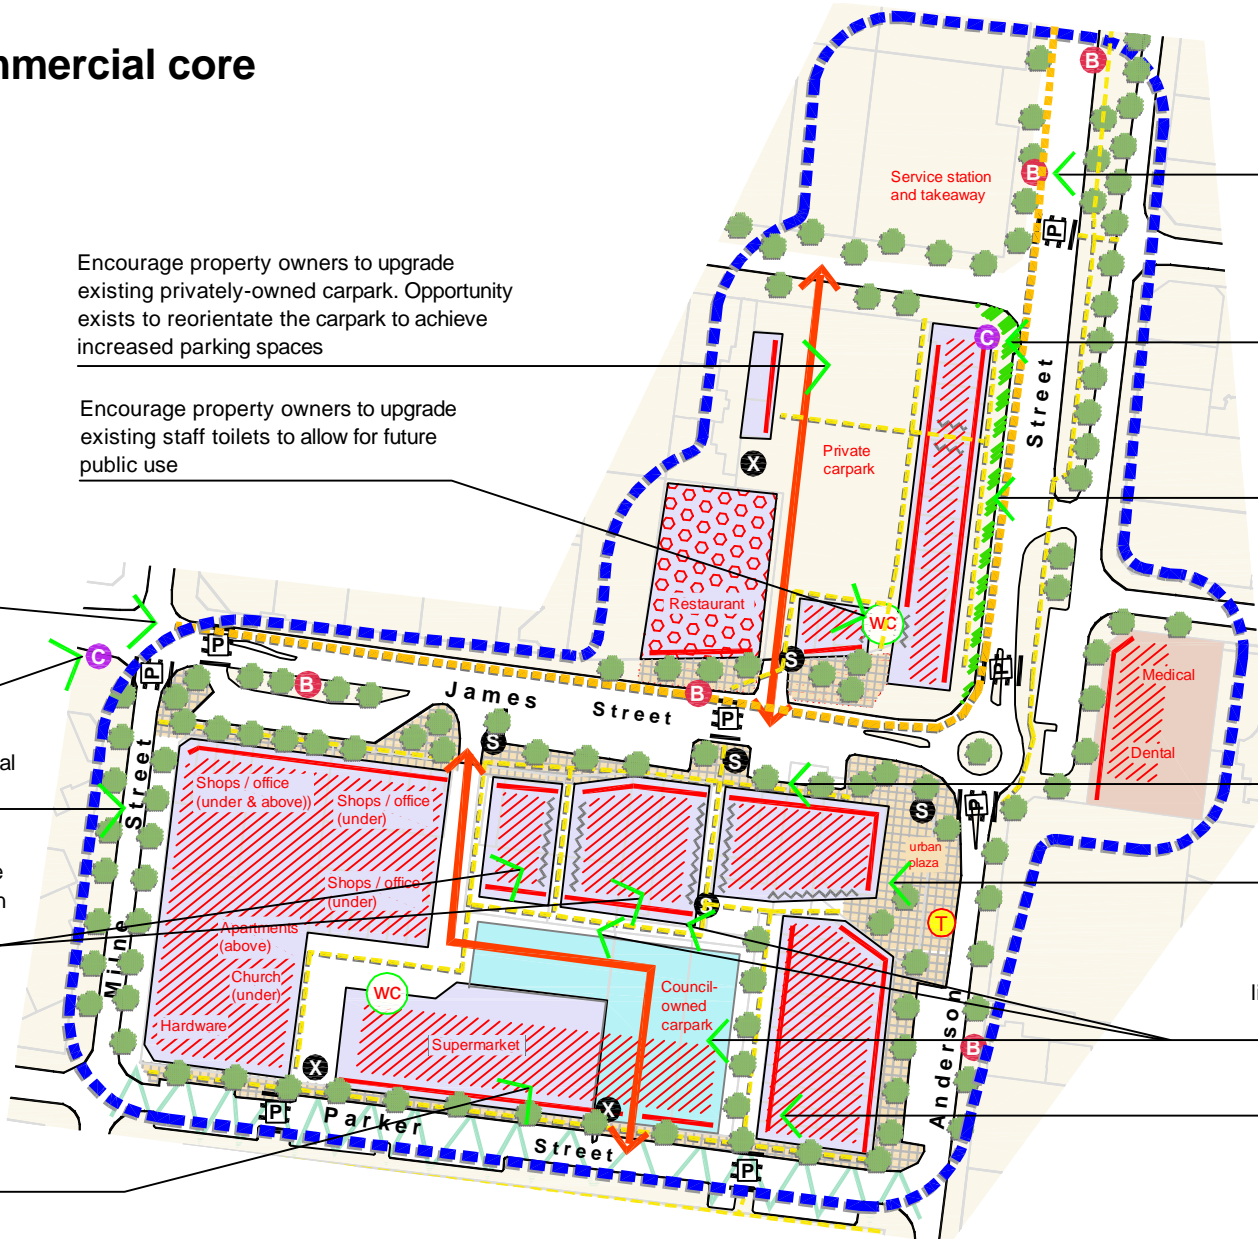 mmercial core
Encourage property owners to upgrade
existing privately-owned carpark. Opportunity
exists to reorientate the carpark to achieve
increased parking spaces
Encourage property owners to upgrade
existing staff toilets to allow for future
public use
B
B
Service station
and takeaway
P
C
Street
Private
carpark
X
Restaurant
WC
S
P
C
P
P
B
B
James
Street
P
S
S
P
P
Medical
Dental
al
Street
Milne
Shops / office
(under & above))
Shops / office
(under)
Shops / office
(under)
Apartments
(above)
Church
(under)
Hardware
e
n
S
S
urban
plaza
T
WC
Council-
owned
carpark
Supermarket
li
B
Anderson
X
X
P
Parker
Street
P